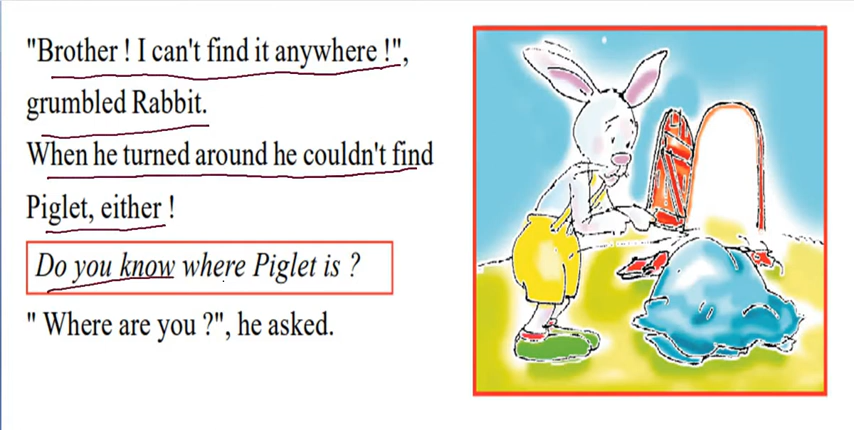 "Brother ! I can't find it anywhere !",
grumbled Rabbit.
When he turned around he couldn't find
Piglet, either !
Do you know where Piglet is ?
" Where are you ?", he asked.